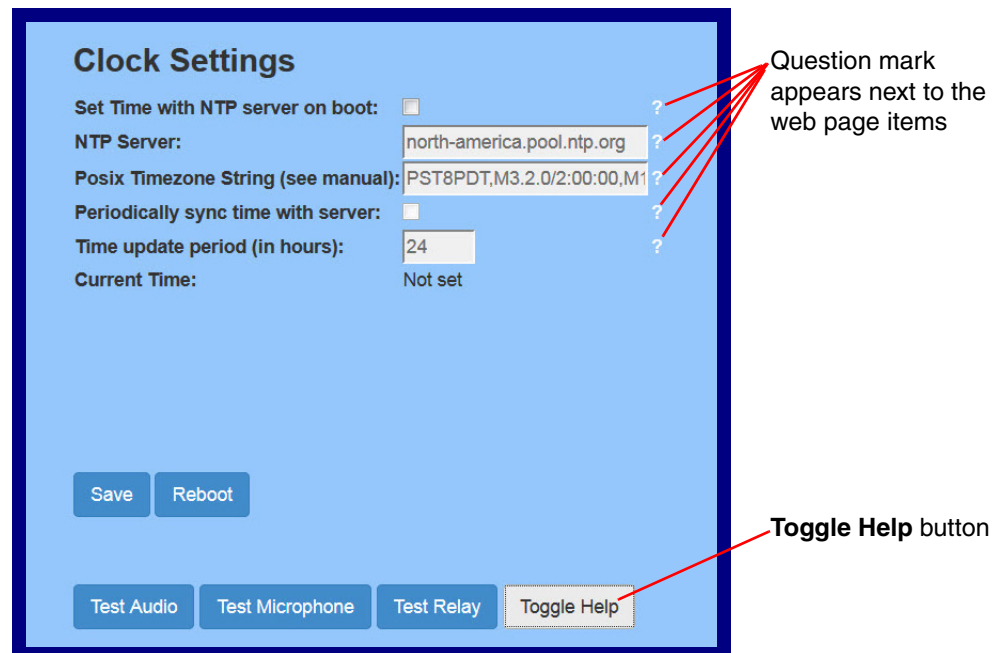 Clock Settings
Set Time with NTP server on boot: ?
NTP Server: north-america.pool.ntp.org ?
Posix Timezone String (see manual): PST8PDT,M3.2.0/2:00:00,M1 ?
Periodically sync time with server: ?
Time update period (in hours): 24 ?
Current Time: Not set
Question mark
appears next to the
web page items
Save Reboot
Toggle Help button
Test Audio Test Microphone Test Relay Toggle Help